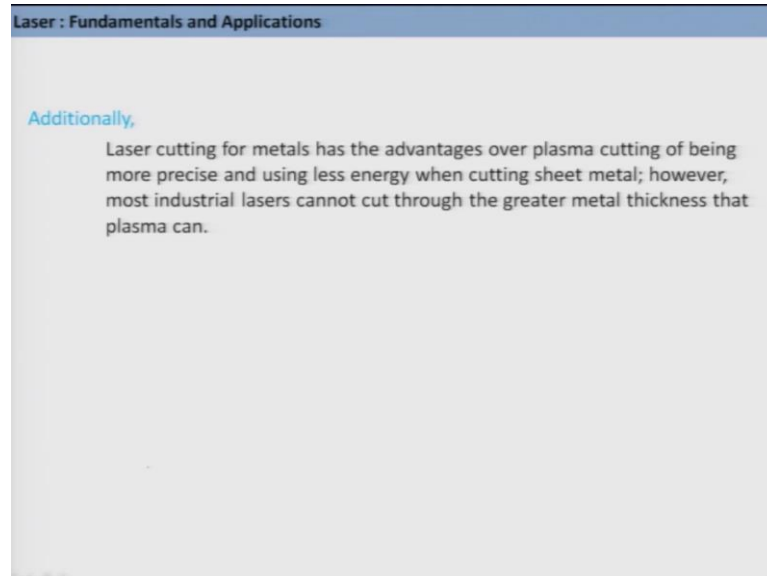 Laser : Fundamentals and Applications
Additionally,
Laser cutting for metals has the advantages over plasma cutting of being
more precise and using less energy when cutting sheet metal; however,
most industrial lasers cannot cut through the greater metal thickness that
plasma can.